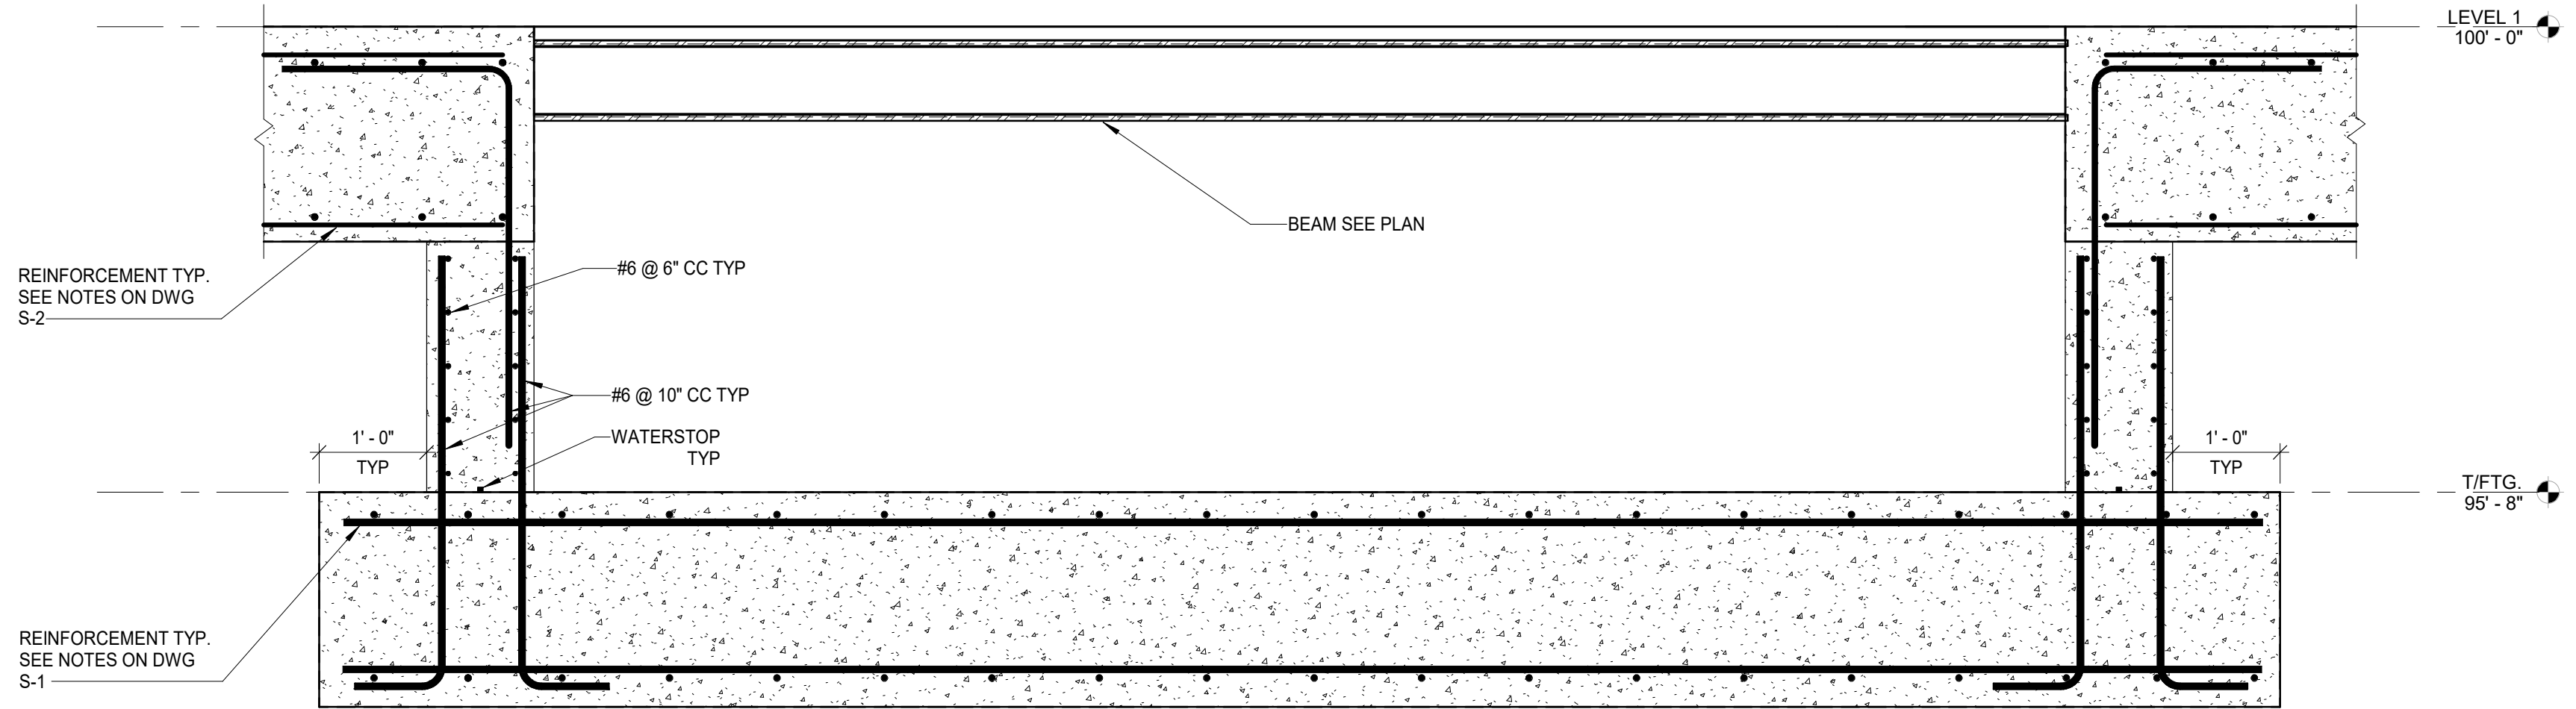 LEVEL 1
100' - 0"
BEAM SEE PLAN
#6 @ 6" CC TYP
REINFORCEMENT TYP.
SEE NOTES ON DWG
S-2
#6 @ 10" CC TYP
WATERSTOP
TYP
1' - 0"
TYP
1' - 0"
TYP
T/FTG.
95' - 8"
REINFORCEMENT TYP.
SEE NOTES ON DWG
S-1